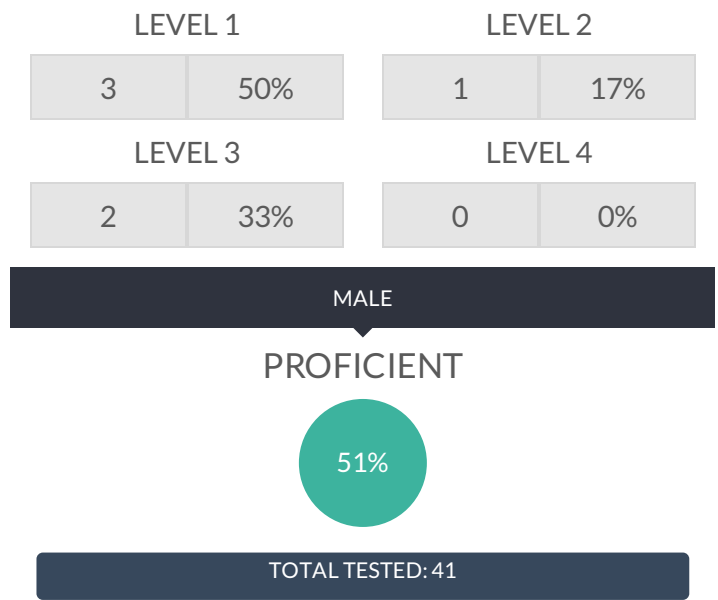 LEVEL 1 LEVEL 2
3 50% 1 17%
LEVEL 3 LEVEL 4
2 33% 0 0%
MALE
PROFICIENT
51%
TOTAL TESTED: 41